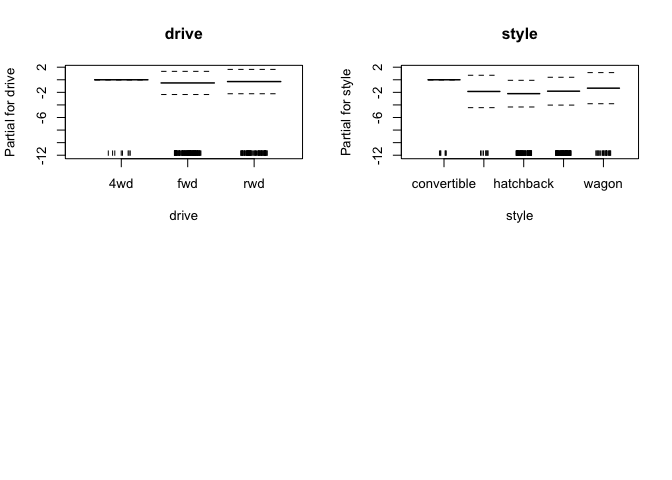 drive
Partial for drive
2
-2
-6
-12
4wd fwd rwd
drive
style
Partial for style
2
-2
-6
-12
convertible hatchback wagon
style